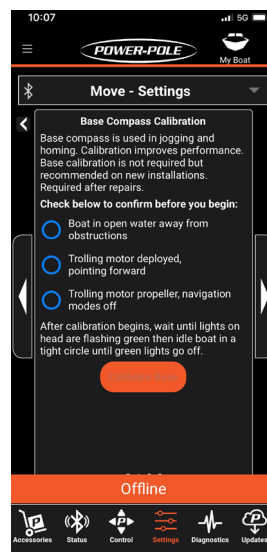 10:07
5G
POWER-POLE
My Boat
Move - Settings
Base Compass Calibration
Base compass is used in jogging and
homing. Calibration improves performance.
Base calibration is not required but
recommended on new installations.
Required after repairs.
Check below to confirm before you begin:
Boat in open water away from
obstructions
Trolling motor deployed,
pointing forward
Trolling motor propeller, navigation
modes off
After calibration begins, wait until lights on
head are flashing green then idle boat in a
tight circle until green lights go off.
Offline
Accessories Status Control Settings Diagnostics Updates